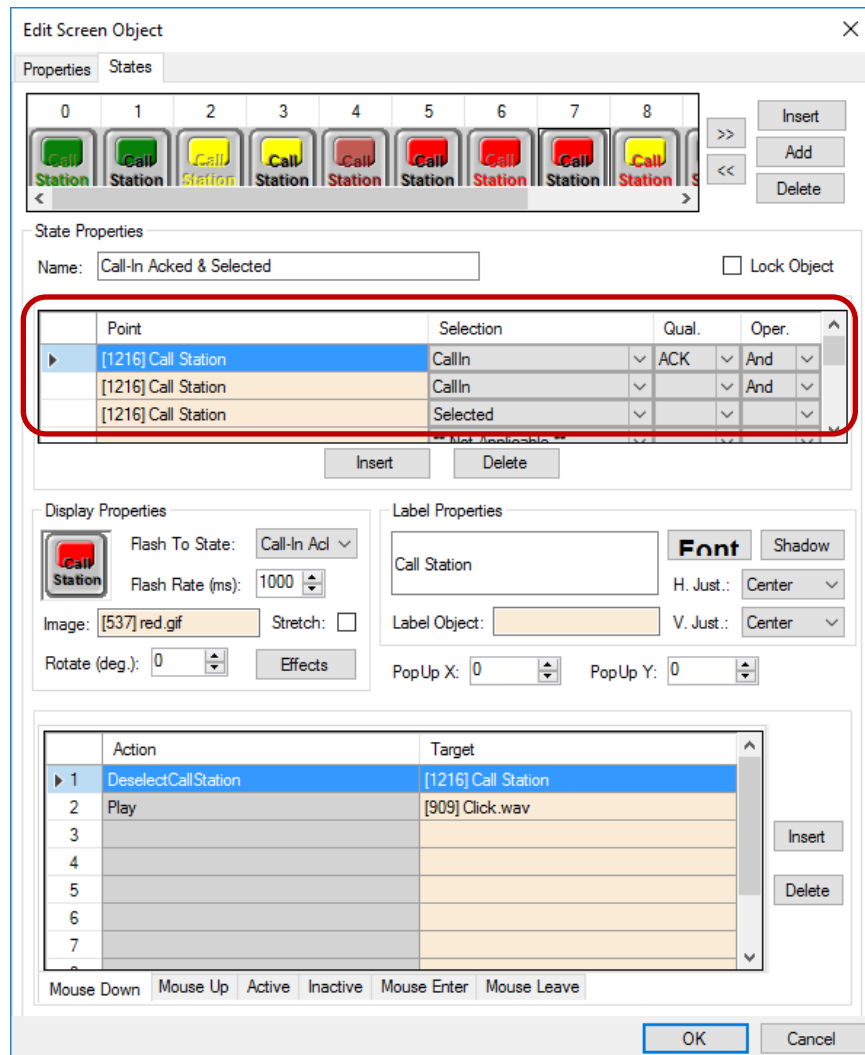 Edit Screen Object
Properties States
0 1 2 3 4 5 6 7 8
>> Insert
Call Call Call Call Call Call Call Call Call
Station Station Station Station Station Station Station Station Station S
<< Add
< > Delete
State Properties
Name: Call-In Acked & Selected Lock Object
Point Selection Qual. Oper.
[1216] Call Station CallIn ACK And
[1216] Call Station CallIn And
[1216] Call Station Selected
** Not Applicable **
Insert Delete
Display Properties Label Properties
Call Station
Flash To State: Call-In Acl
Flash Rate (ms): 1000
Call Station
Font Shadow
H. Just.: Center
Image: [537] red.gif Stretch: Label Object: V. Just.: Center
Rotate (deg.): 0 Effects PopUp X: 0 PopUp Y: 0
Action Target
1 DeselectCallStation [1216] Call Station
2 Play [909] Click.wav
3 Insert
4
5 Delete
6
7
Mouse Down Mouse Up Active Inactive Mouse Enter Mouse Leave
OK Cancel